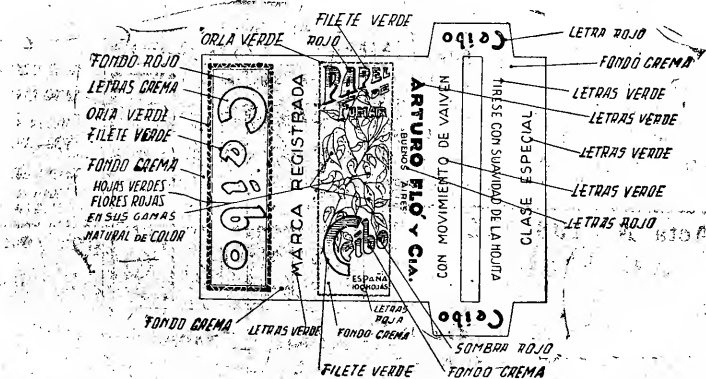 FILETE VERDE
ORLA VERDE
ROJO
FONDO ROJO
LETRAS CREMA
ORLA VERDE
FILETE VERDE
FONDO CREMA
HOJAS VERDES
FLORES ROJAS
EN SUS GAMAS
NATURAL de COLOR
FONDO CREMA
LETRAS VERDE
Ceibo
MARCA REGISTRADA
PAPEL
DE
FUMAR
Ceibo
ESPAÑA
100 HOJAS
LETRAS
ROJA
FONDO-CREMA
FILETE VERDE
ARTURO FLÓ Y CIA.
BUENOS AIRES
CON MOVIMIENTO DE VAIVEN
TIRESE CON SUAVIDAD DE LA HOJITA
CLASE ESPECIAL
Ceibo
Ceibo
LETRA ROJO
FONDO CREMA
LETRAS VERDE
LETRAS VERDE
LETRAS VERDE
LETRAS VERDE
LETRAS ROJO
SOMBRA ROJO
FONDO CREMA